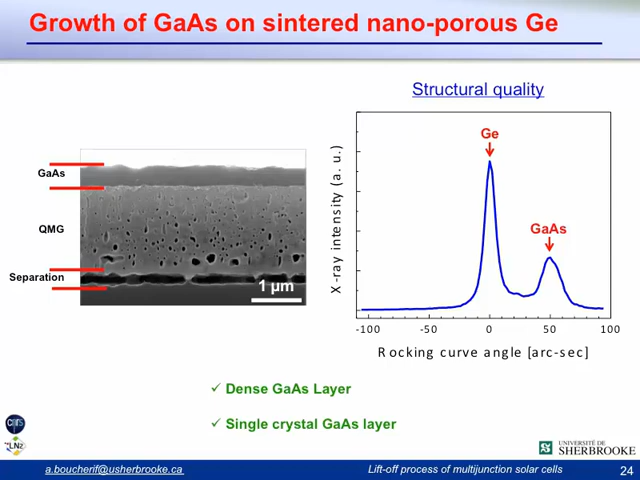 Growth of GaAs on sintered nano-porous Ge
Structural quality
GaAs
QMG
Separation
1 µm
X-ray intensity (a. u.)
Ge
GaAs
-100 -50 0 50 100
Rocking curve angle [arc-sec]
✓ Dense GaAs Layer
✓ Single crystal GaAs layer
LN2
UNIVERSITÉ DE
SHERBROOKE
a.boucherif@usherbrooke.ca
Lift-off process of multijunction solar cells
24